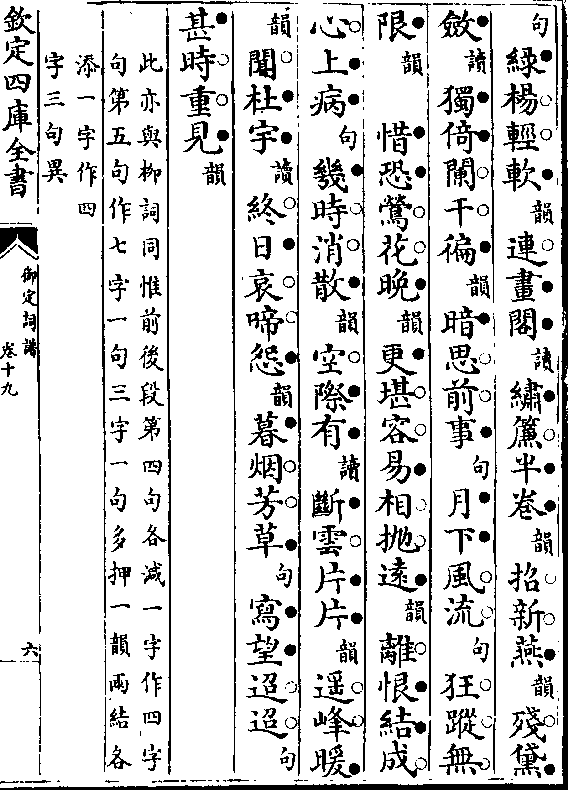 句綠楊輕軟韻連畫閣讀繡簾半卷韻招新燕韻殘黛
斂讀獨倚闌干徧韻暗思前事句月下風流句狂蹤無
限韻惜恐鶯花晚韻更堪容易相抛遠韻離恨結成
心上病句幾時消散韻空際有讀斷雲片片韻遥峰暖
韻聞杜宇讀終日哀啼怨韻暮烟芳草句寫望迢迢句
甚時重見韻
此亦與柳詞同惟前後段第四句各減一字作四字
句第五句作七字一句三字一句多押一韻兩結各
添一字作四
字三句異
欽定四庫全書
御定詞譜
卷十九
六